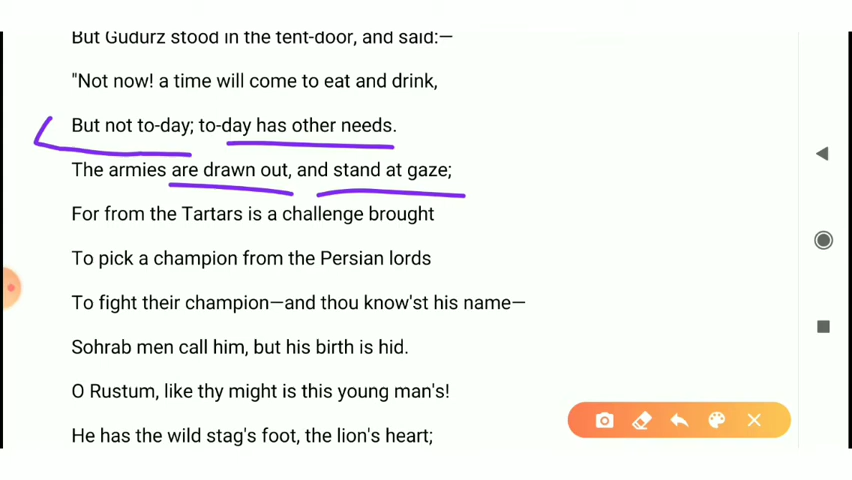 But Gudurz stood in the tent-door, and said:—
"Not now! a time will come to eat and drink,
But not to-day; to-day has other needs.
The armies are drawn out, and stand at gaze;
For from the Tartars is a challenge brought
To pick a champion from the Persian lords
To fight their champion—and thou know'st his name—
Sohrab men call him, but his birth is hid.
O Rustum, like thy might is this young man's!
He has the wild stag's foot, the lion's heart;